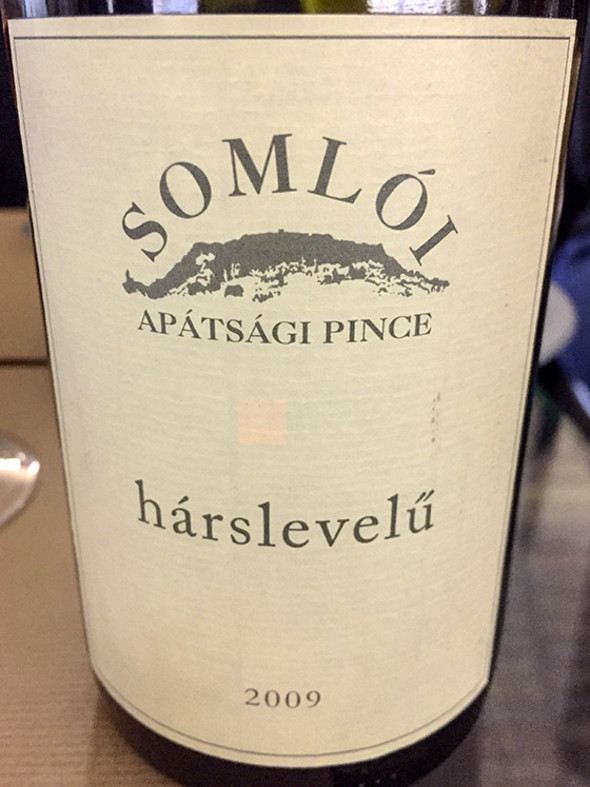 SOMLÓI
APÁTSÁGI PINCE
hárslevelű
2009